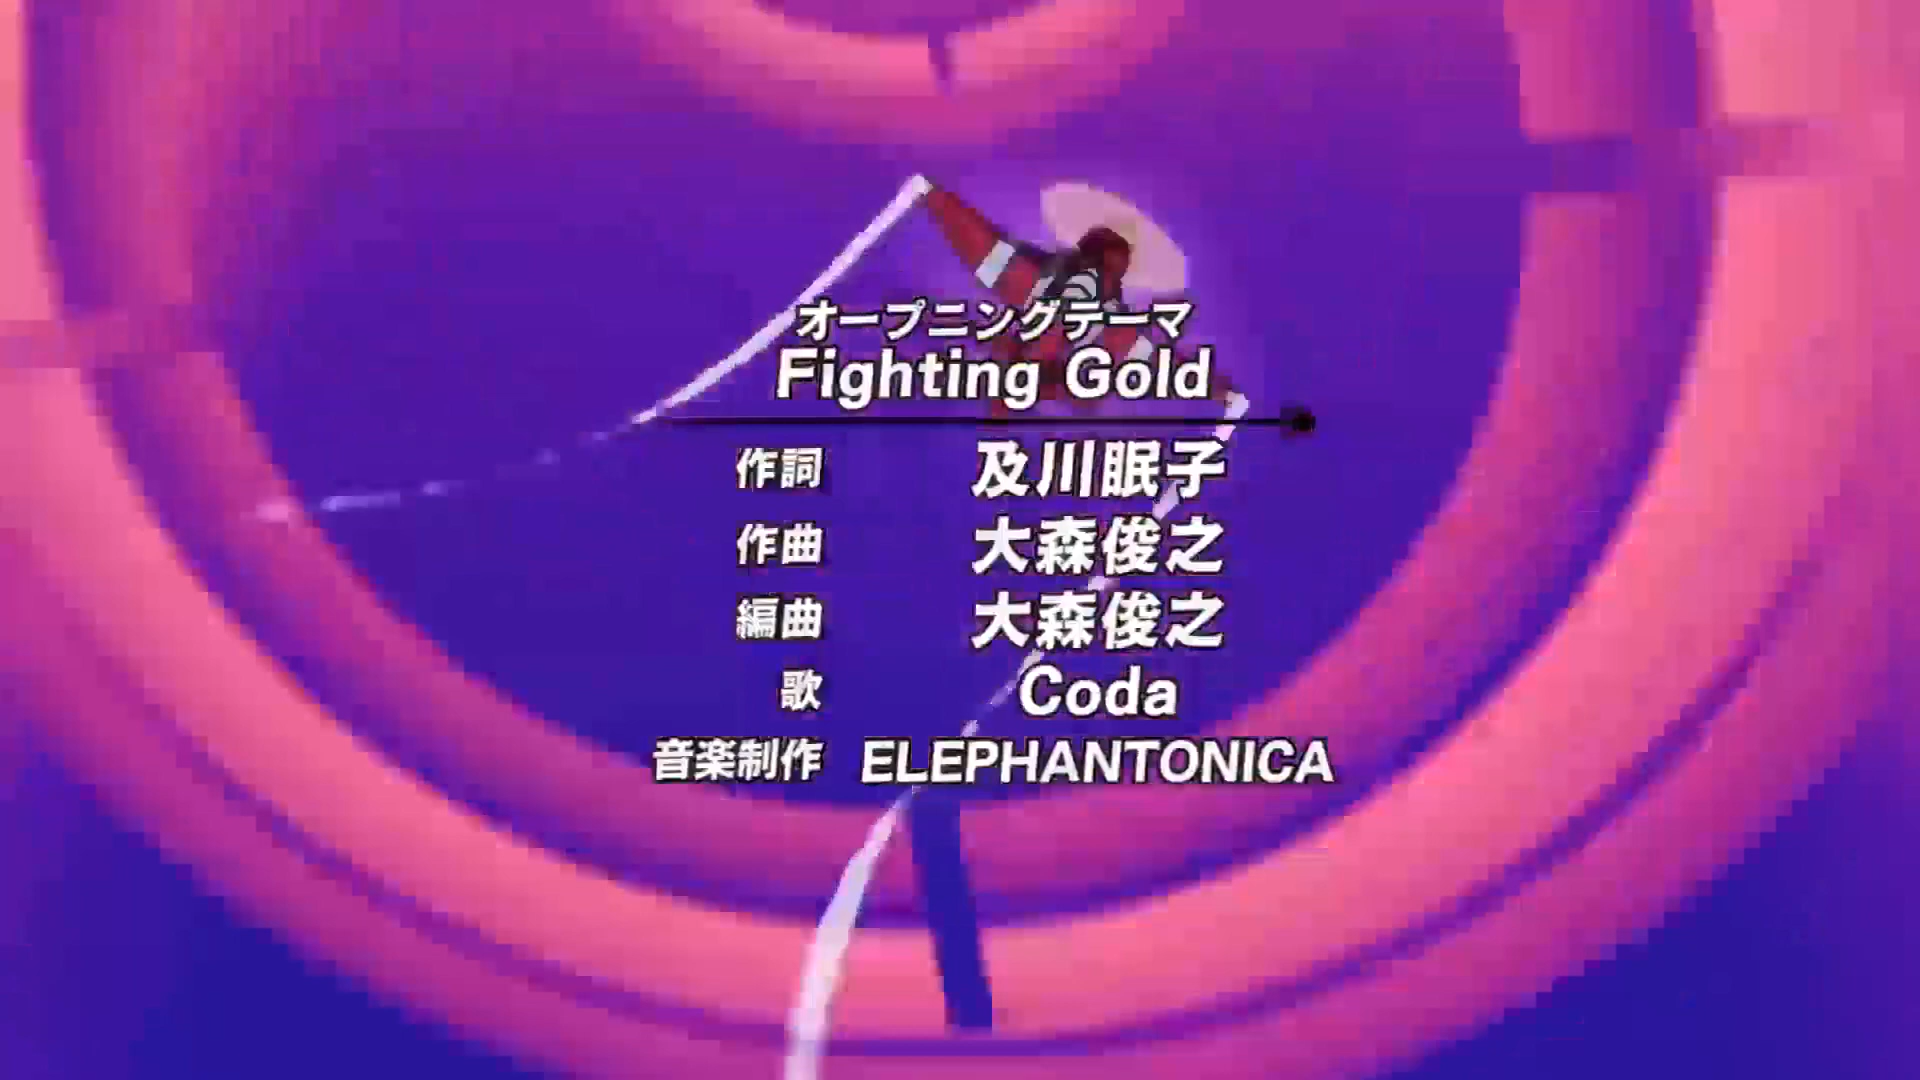 オープニングテーマ
Fighting Gold
作詞 及川眠子
作曲 大森俊之
編曲 大森俊之
歌 Coda
音楽制作 ELEPHANTONICA